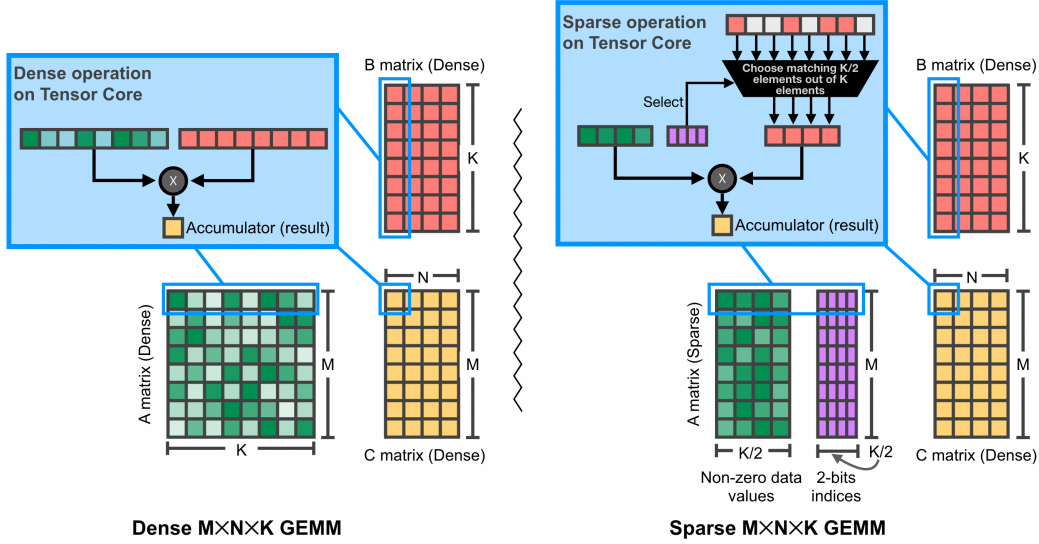 Dense operation
on Tensor Core
B matrix (Dense)
K
X
Accumulator (result)
N
A matrix (Dense)
M
M
K
C matrix (Dense)
Dense M×N×K GEMM
Sparse operation
on Tensor Core
Choose matching K/2
elements out of K
elements
Select
B matrix (Dense)
K
X
Accumulator (result)
N
A matrix (Sparse)
M
M
K/2
K/2
Non-zero data
values
2-bits
indices
C matrix (Dense)
Sparse M×N×K GEMM